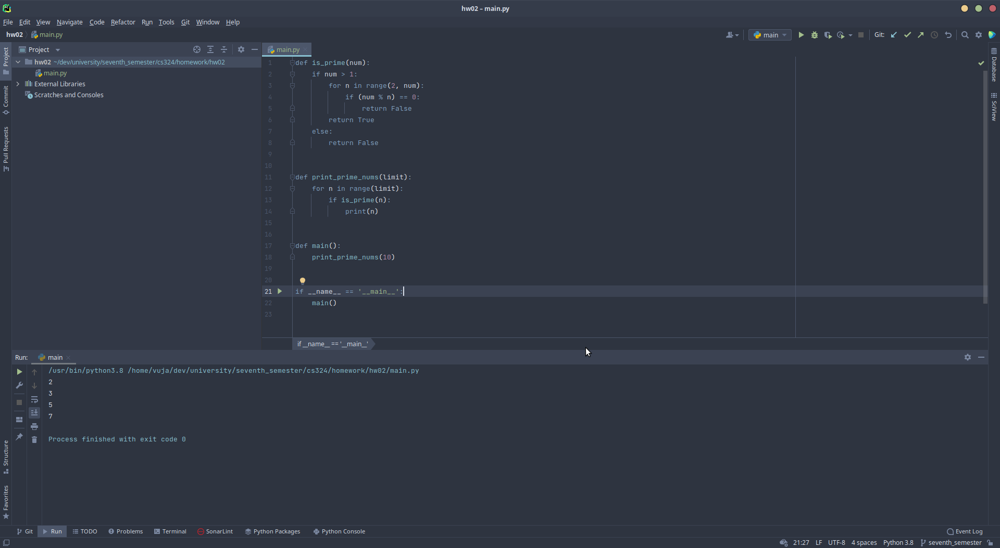 hw02 – main.py
File Edit View Navigate Code Refactor Run Tools Git Window Help
hw02 main.py
main Git:
Project
hw02 ~/dev/university/seventh_semester/cs324/homework/hw02
main.py
External Libraries
Scratches and Consoles
Project
Commit
Pull Requests
Structure
Favorites
main.py
1 def is_prime(num):
2     if num > 1:
3         for n in range(2, num):
4             if (num % n) == 0:
5                 return False
6         return True
7     else:
8         return False
9
10
11 def print_prime_nums(limit):
12     for n in range(limit):
13         if is_prime(n):
14             print(n)
15
16
17 def main():
18     print_prime_nums(10)
19
20
21 if __name__ == '__main__':
22     main()
23
if __name__ == '__main__'
Database
SciView
Run: main
/usr/bin/python3.8 /home/vuja/dev/university/seventh_semester/cs324/homework/hw02/main.py
2
3
5
7
Process finished with exit code 0
Git Run TODO Problems Terminal SonarLint Python Packages Python Console Event Log
21:27 LF UTF-8 4 spaces Python 3.8 seventh_semester